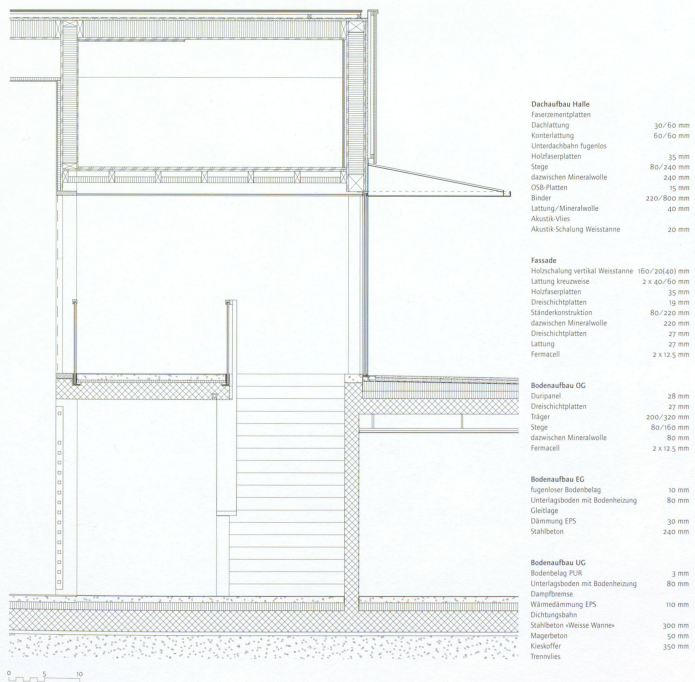 Dachaufbau Halle
Faserzementplatten
Dachlattung 30/60 mm
Konterlattung 60/60 mm
Unterdachbahn fugenlos
Holzfaserplatten 35 mm
Stege 80/240 mm
dazwischen Mineralwolle 240 mm
OSB-Platten 15 mm
Binder 220/800 mm
Lattung/Mineralwolle 40 mm
Akustik-Vlies
Akustik-Schalung Weisstanne 20 mm
Fassade
Holzschalung vertikal Weisstanne 160/20(40) mm
Lattung kreuzweise 2 x 40/60 mm
Holzfaserplatten 35 mm
Dreischichtplatten 19 mm
Ständerkonstruktion 80/220 mm
dazwischen Mineralwolle 220 mm
Dreischichtplatten 27 mm
Lattung 27 mm
Fermacell 2 x 12.5 mm
Bodenaufbau OG
Duripanel 28 mm
Dreischichtplatten 27 mm
Träger 200/320 mm
Stege 80/160 mm
dazwischen Mineralwolle 80 mm
Fermacell 2 x 12.5 mm
Bodenaufbau EG
fugenloser Bodenbelag 10 mm
Unterlagsboden mit Bodenheizung 80 mm
Gleitlage
Dämmung EPS 30 mm
Stahlbeton 240 mm
Bodenaufbau UG
Bodenbelag PUR 3 mm
Unterlagsboden mit Bodenheizung 80 mm
Dampfbremse
Wärmedämmung EPS 110 mm
Dichtungsbahn
Stahlbeton «Weisse Wanne» 300 mm
Magerbeton 50 mm
Kieskoffer 350 mm
Trennvlies
0 5 10